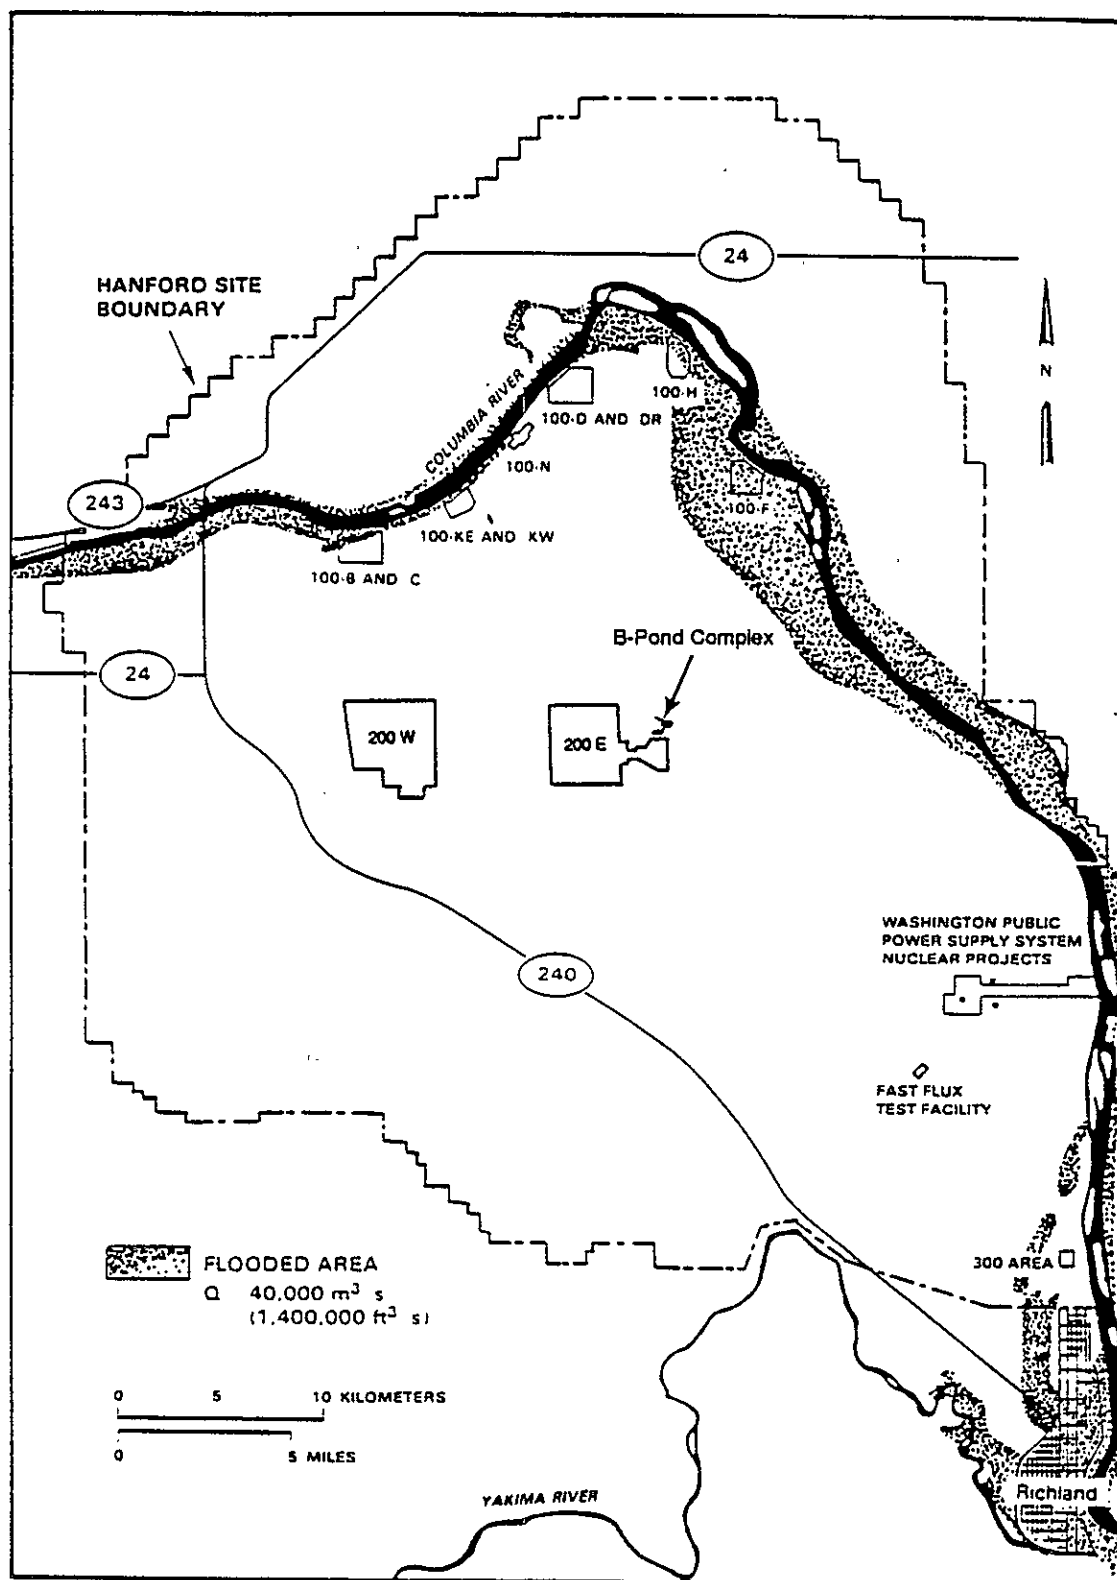 24
HANFORD SITE
BOUNDARY
N
COLUMBIA RIVER
100-H
100-D AND DR
100-N
243
100-F
100-KE AND KW
100-B AND C
B-Pond Complex
24
200 W
200 E
WASHINGTON PUBLIC
POWER SUPPLY SYSTEM
NUCLEAR PROJECTS
240
FAST FLUX
TEST FACILITY
FLOODED AREA
Q 40,000 m³ s
(1,400,000 ft³ s)
300 AREA
0 5 10 KILOMETERS
0 5 MILES
Richland
YAKIMA RIVER